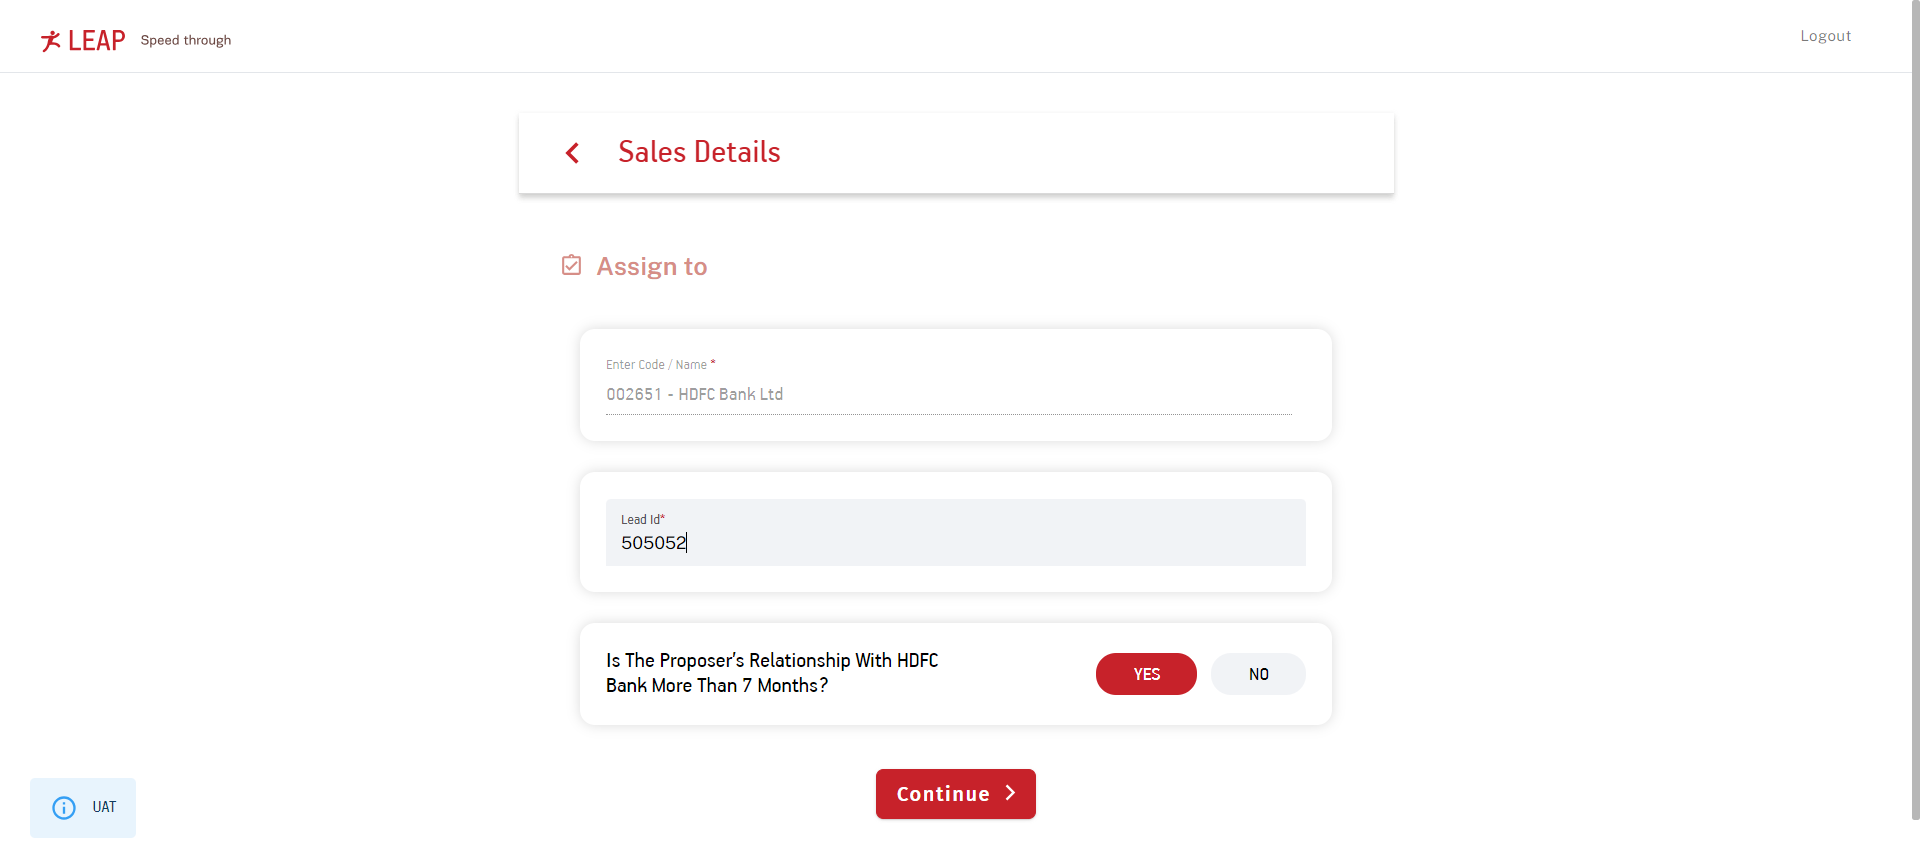 LEAP Speed through
Logout
Sales Details
Assign to
Enter Code / Name *
002651 - HDFC Bank Ltd
Lead Id*
505052
Is The Proposer's Relationship With HDFC
Bank More Than 7 Months?
YES
NO
Continue
UAT